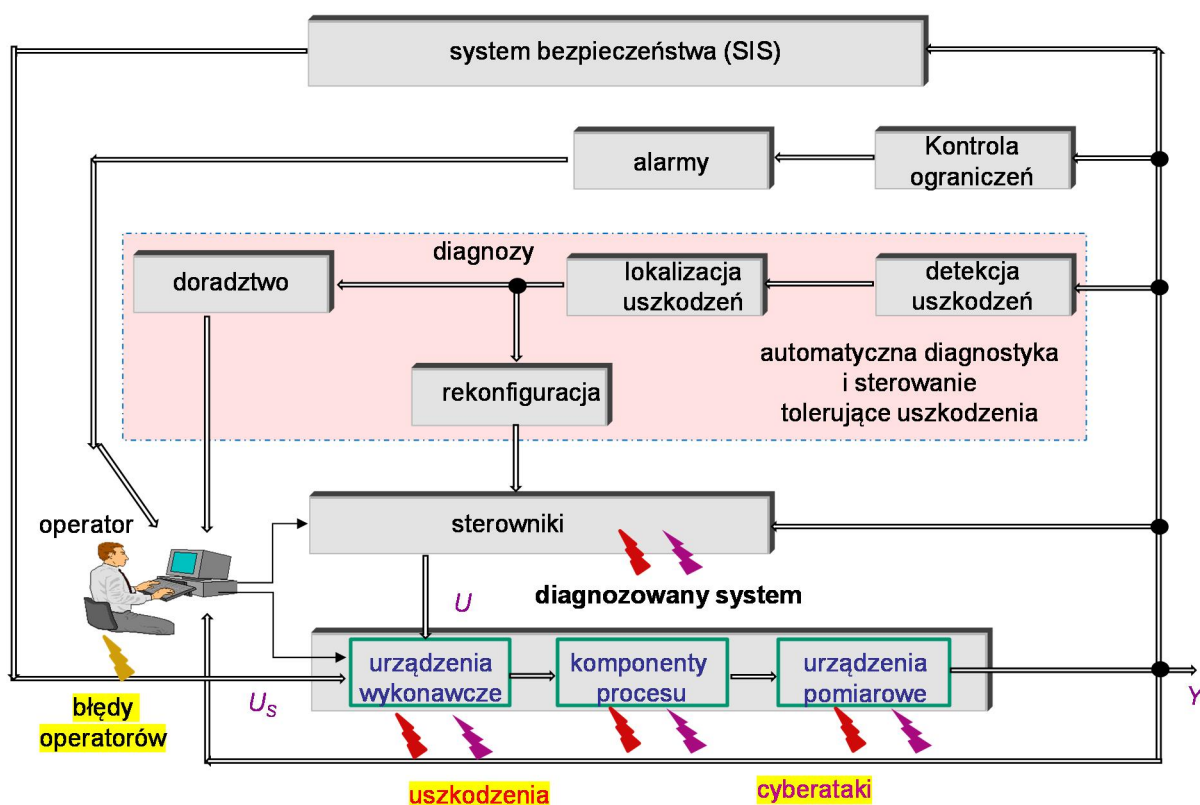 system bezpieczeństwa (SIS)
alarmy
Kontrola
ograniczeń
diagnozy
doradztwo
lokalizacja
uszkodzeń
detekcja
uszkodzeń
automatyczna diagnostyka
i sterowanie
tolerujące uszkodzenia
rekonfiguracja
operator
sterowniki
U
diagnozowany system
urządzenia
wykonawcze
komponenty
procesu
urządzenia
pomiarowe
U_S
Y
błędy
operatorów
uszkodzenia
cyberataki